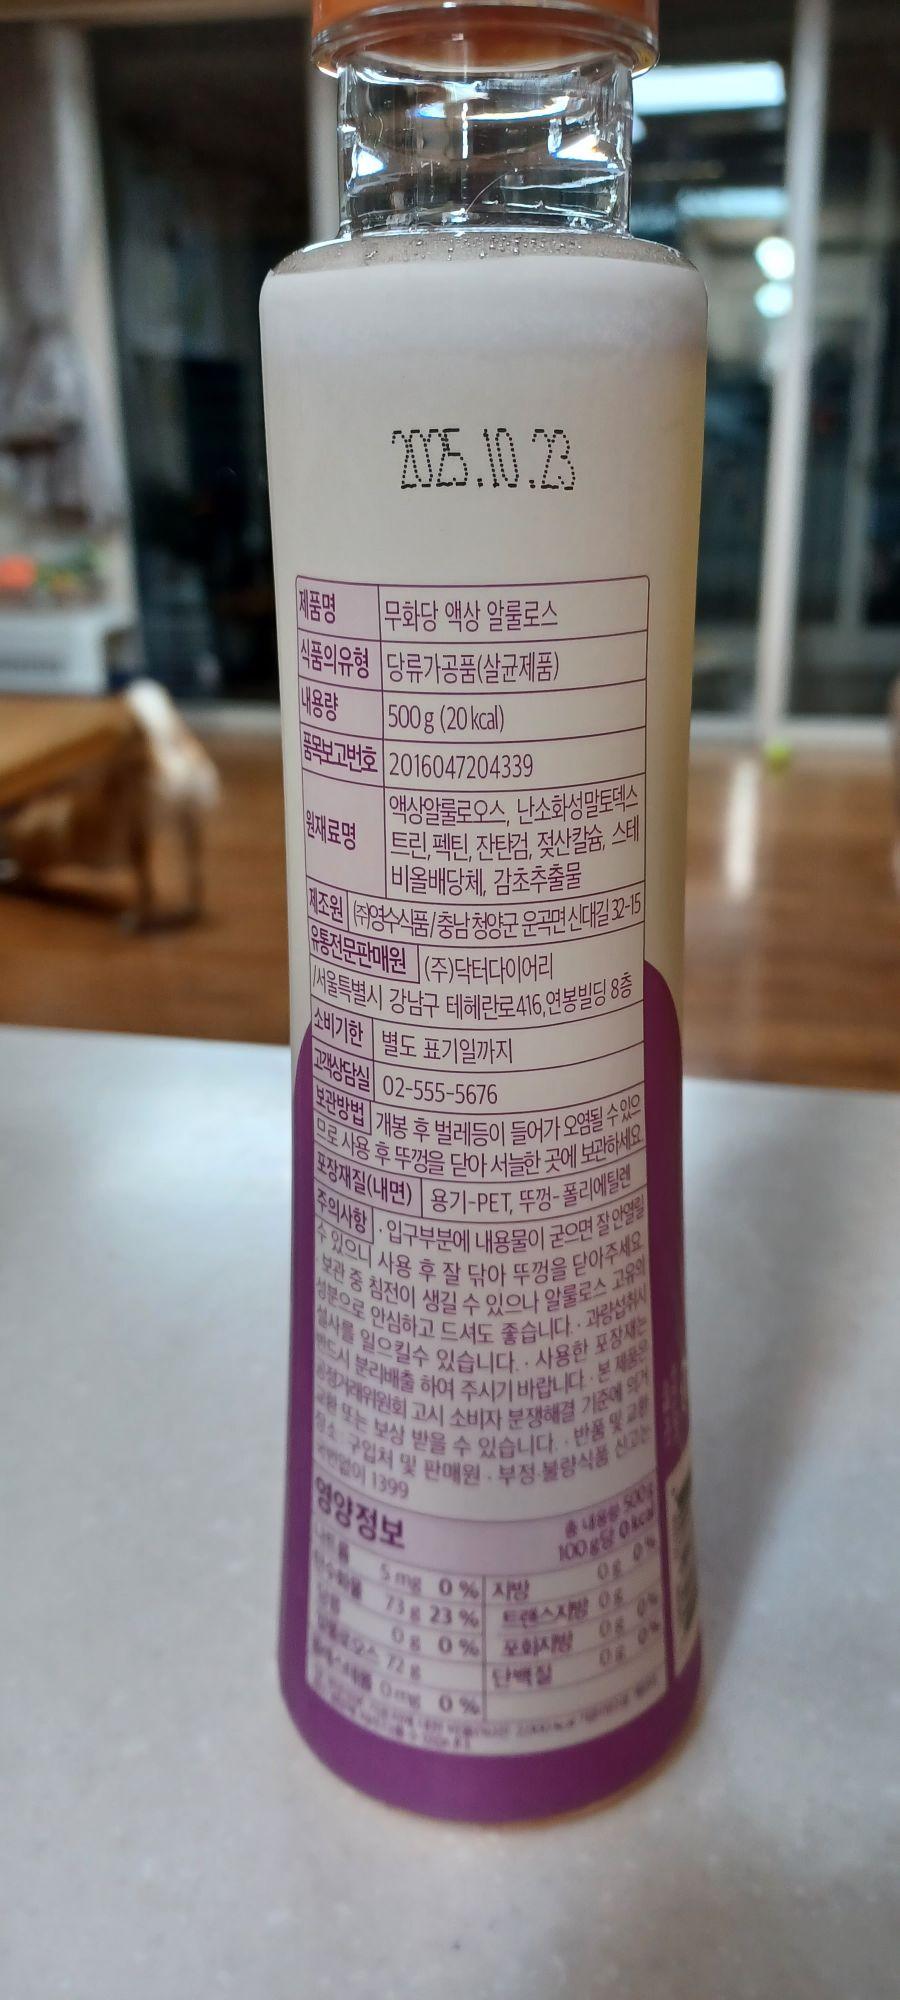 2025.10.23
제품명 무화당 액상 알룰로스
식품의유형 당류가공품(살균제품)
내용량 500g (20kcal)
품목보고번호 2016047204339
원재료명 액상알룰로오스, 난소화성말토덱스
트린, 펙틴, 잔탄검, 젖산칼슘, 스테
비올배당체, 감초추출물
제조원 (주)영수식품/충남 청양군 운곡면 신대길 32-15
유통전문판매원 (주)닥터다이어리
/서울특별시 강남구 테헤란로416,연봉빌딩 8층
소비기한 별도 표기일까지
고객상담실 02-555-5676
보관방법 개봉 후 벌레등이 들어가 오염될 수 있으
므로 사용 후 뚜껑을 닫아 서늘한 곳에 보관하세요.
포장재질(내면) 용기-PET, 뚜껑-폴리에틸렌
주의사항 · 입구부분에 내용물이 굳으면 잘 안열릴
수 있으니 사용 후 잘 닦아 뚜껑을 닫아주세요.
· 보관 중 침전이 생길 수 있으나 알룰로스 고유의
성분으로 안심하고 드셔도 좋습니다. · 과량섭취시
설사를 일으킬수 있습니다. · 사용한 포장재는
반드시 분리배출 하여 주시기 바랍니다 · 본 제품은
공정거래위원회 고시 소비자 분쟁해결 기준에 의거
교환 또는 보상 받을 수 있습니다. · 반품 및 교환
장소 : 구입처 및 판매원 · 부정·불량식품 신고는
국번없이 1399
영양정보 총 내용량 500g
100g당 0kcal
나트륨 5mg 0% 지방 0g 0%
탄수화물 73g 23% 트랜스지방 0g
당류 0g 0% 포화지방 0g 0%
알룰로오스 72g 단백질 0g 0%
콜레스테롤 0mg 0%